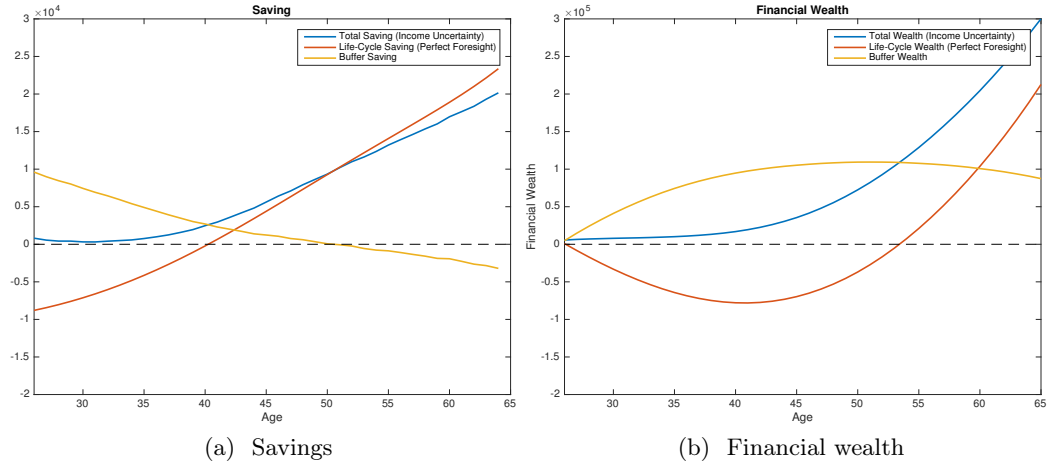 Saving
×10^4
3
2.5
2
1.5
1
0.5
0
-0.5
-1
-1.5
-2
Total Saving (Income Uncertainty)
Life-Cycle Saving (Perfect Foresight)
Buffer Saving
30 35 40 45 50 55 60 65
Age
(a) Savings
Financial Wealth
×10^5
3
2.5
2
1.5
1
0.5
0
-0.5
-1
-1.5
-2
Financial Wealth
Total Wealth (Income Uncertainty)
Life-Cycle Wealth (Perfect Foresight)
Buffer Wealth
30 35 40 45 50 55 60 65
Age
(b) Financial wealth